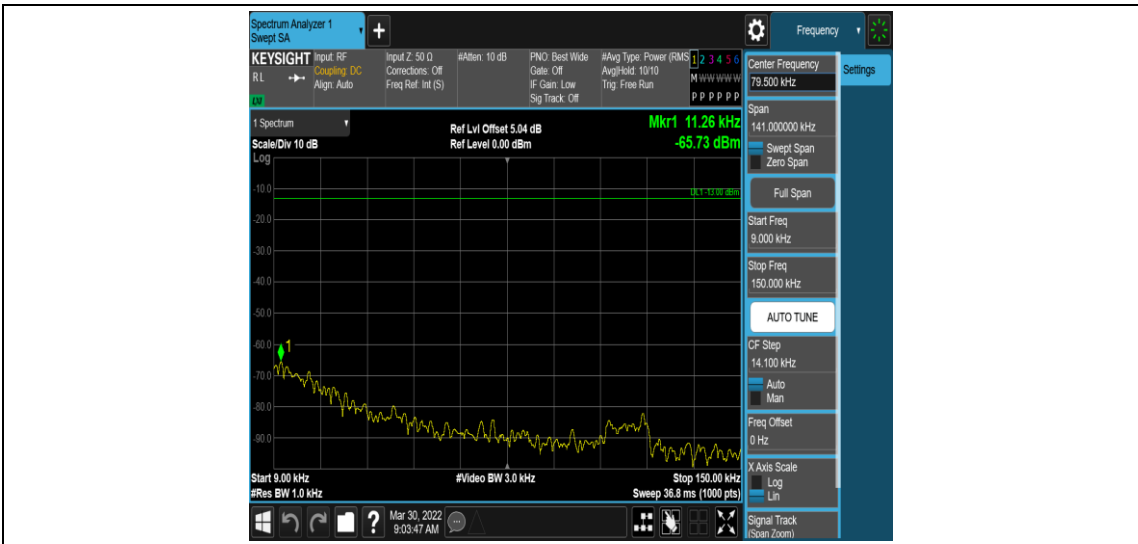 Spectrum Analyzer 1
Swept SA
Frequency
KEYSIGHT
RL
LXI
Input: RF
Coupling: DC
Align: Auto
Input Z: 50 Ω
Corrections: Off
Freq Ref: Int (S)
#Atten: 10 dB
PNO: Best Wide
Gate: Off
IF Gain: Low
Sig Track: Off
#Avg Type: Power (RMS
Avg|Hold: 10/10
Trig: Free Run
1 2 3 4 5 6
M W W W W W
P P P P P P
1 Spectrum
Scale/Div 10 dB
Log
Ref Lvl Offset 5.04 dB
Ref Level 0.00 dBm
Mkr1 11.26 kHz
-65.73 dBm
DL1 -13.00 dBm
-10.0
-20.0
-30.0
-40.0
-50.0
-60.0
-70.0
-80.0
-90.0
1
Start 9.00 kHz
#Res BW 1.0 kHz
#Video BW 3.0 kHz
Stop 150.00 kHz
Sweep 36.8 ms (1000 pts)
Center Frequency
79.500 kHz
Settings
Span
141.000000 kHz
Swept Span
Zero Span
Full Span
Start Freq
9.000 kHz
Stop Freq
150.000 kHz
AUTO TUNE
CF Step
14.100 kHz
Auto
Man
Freq Offset
0 Hz
X Axis Scale
Log
Lin
Signal Track
(Span Zoom)
?
Mar 30, 2022
9:03:47 AM